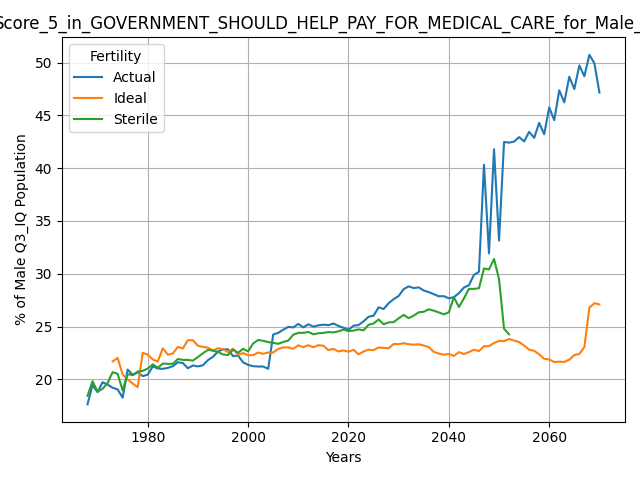 Score_5_in_GOVERNMENT_SHOULD_HELP_PAY_FOR_MEDICAL_CARE_for_Male_
Fertility
Actual
Ideal
Sterile
% of Male Q3_IQ Population
50
45
40
35
30
25
20
1980
2000
2020
2040
2060
Years